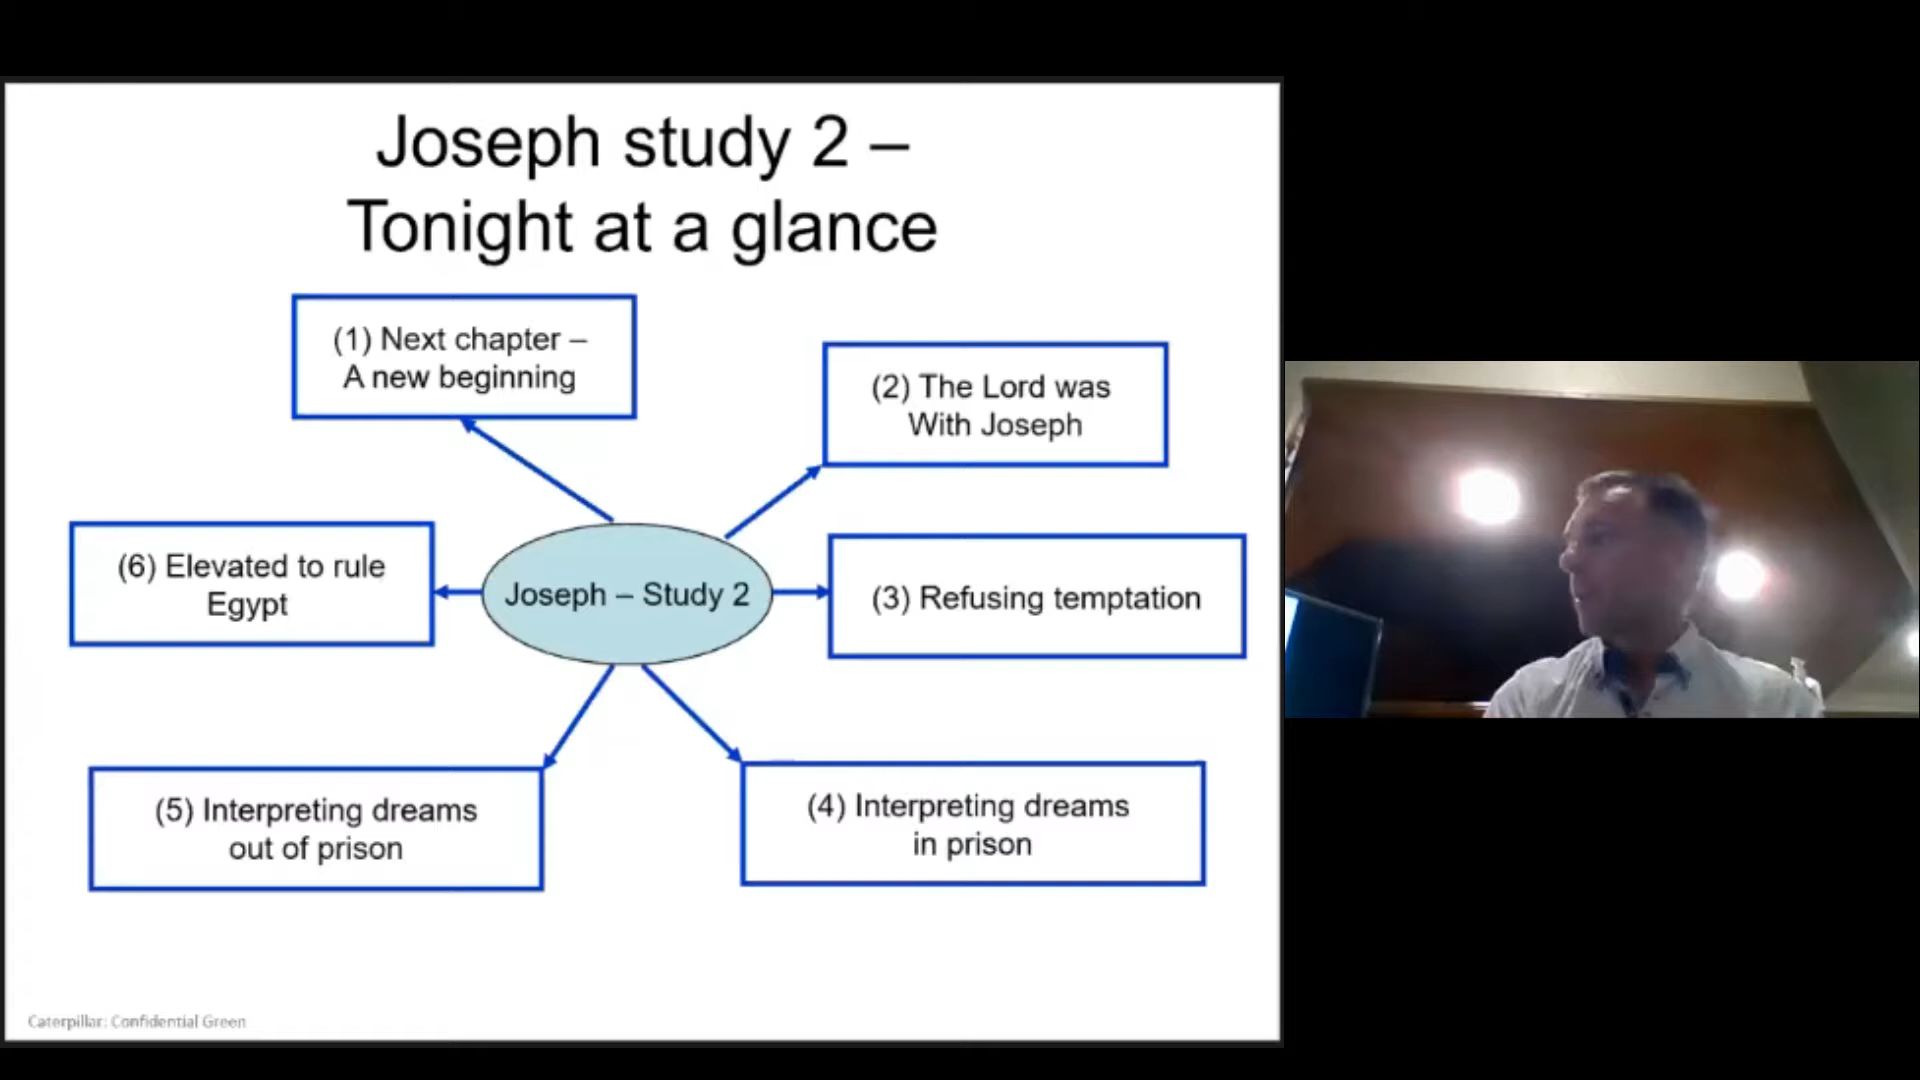 Joseph study 2 –
Tonight at a glance
(1) Next chapter –
A new beginning
(2) The Lord was
With Joseph
(6) Elevated to rule
Egypt
Joseph – Study 2
(3) Refusing temptation
(5) Interpreting dreams
out of prison
(4) Interpreting dreams
in prison
Caterpillar: Confidential Green